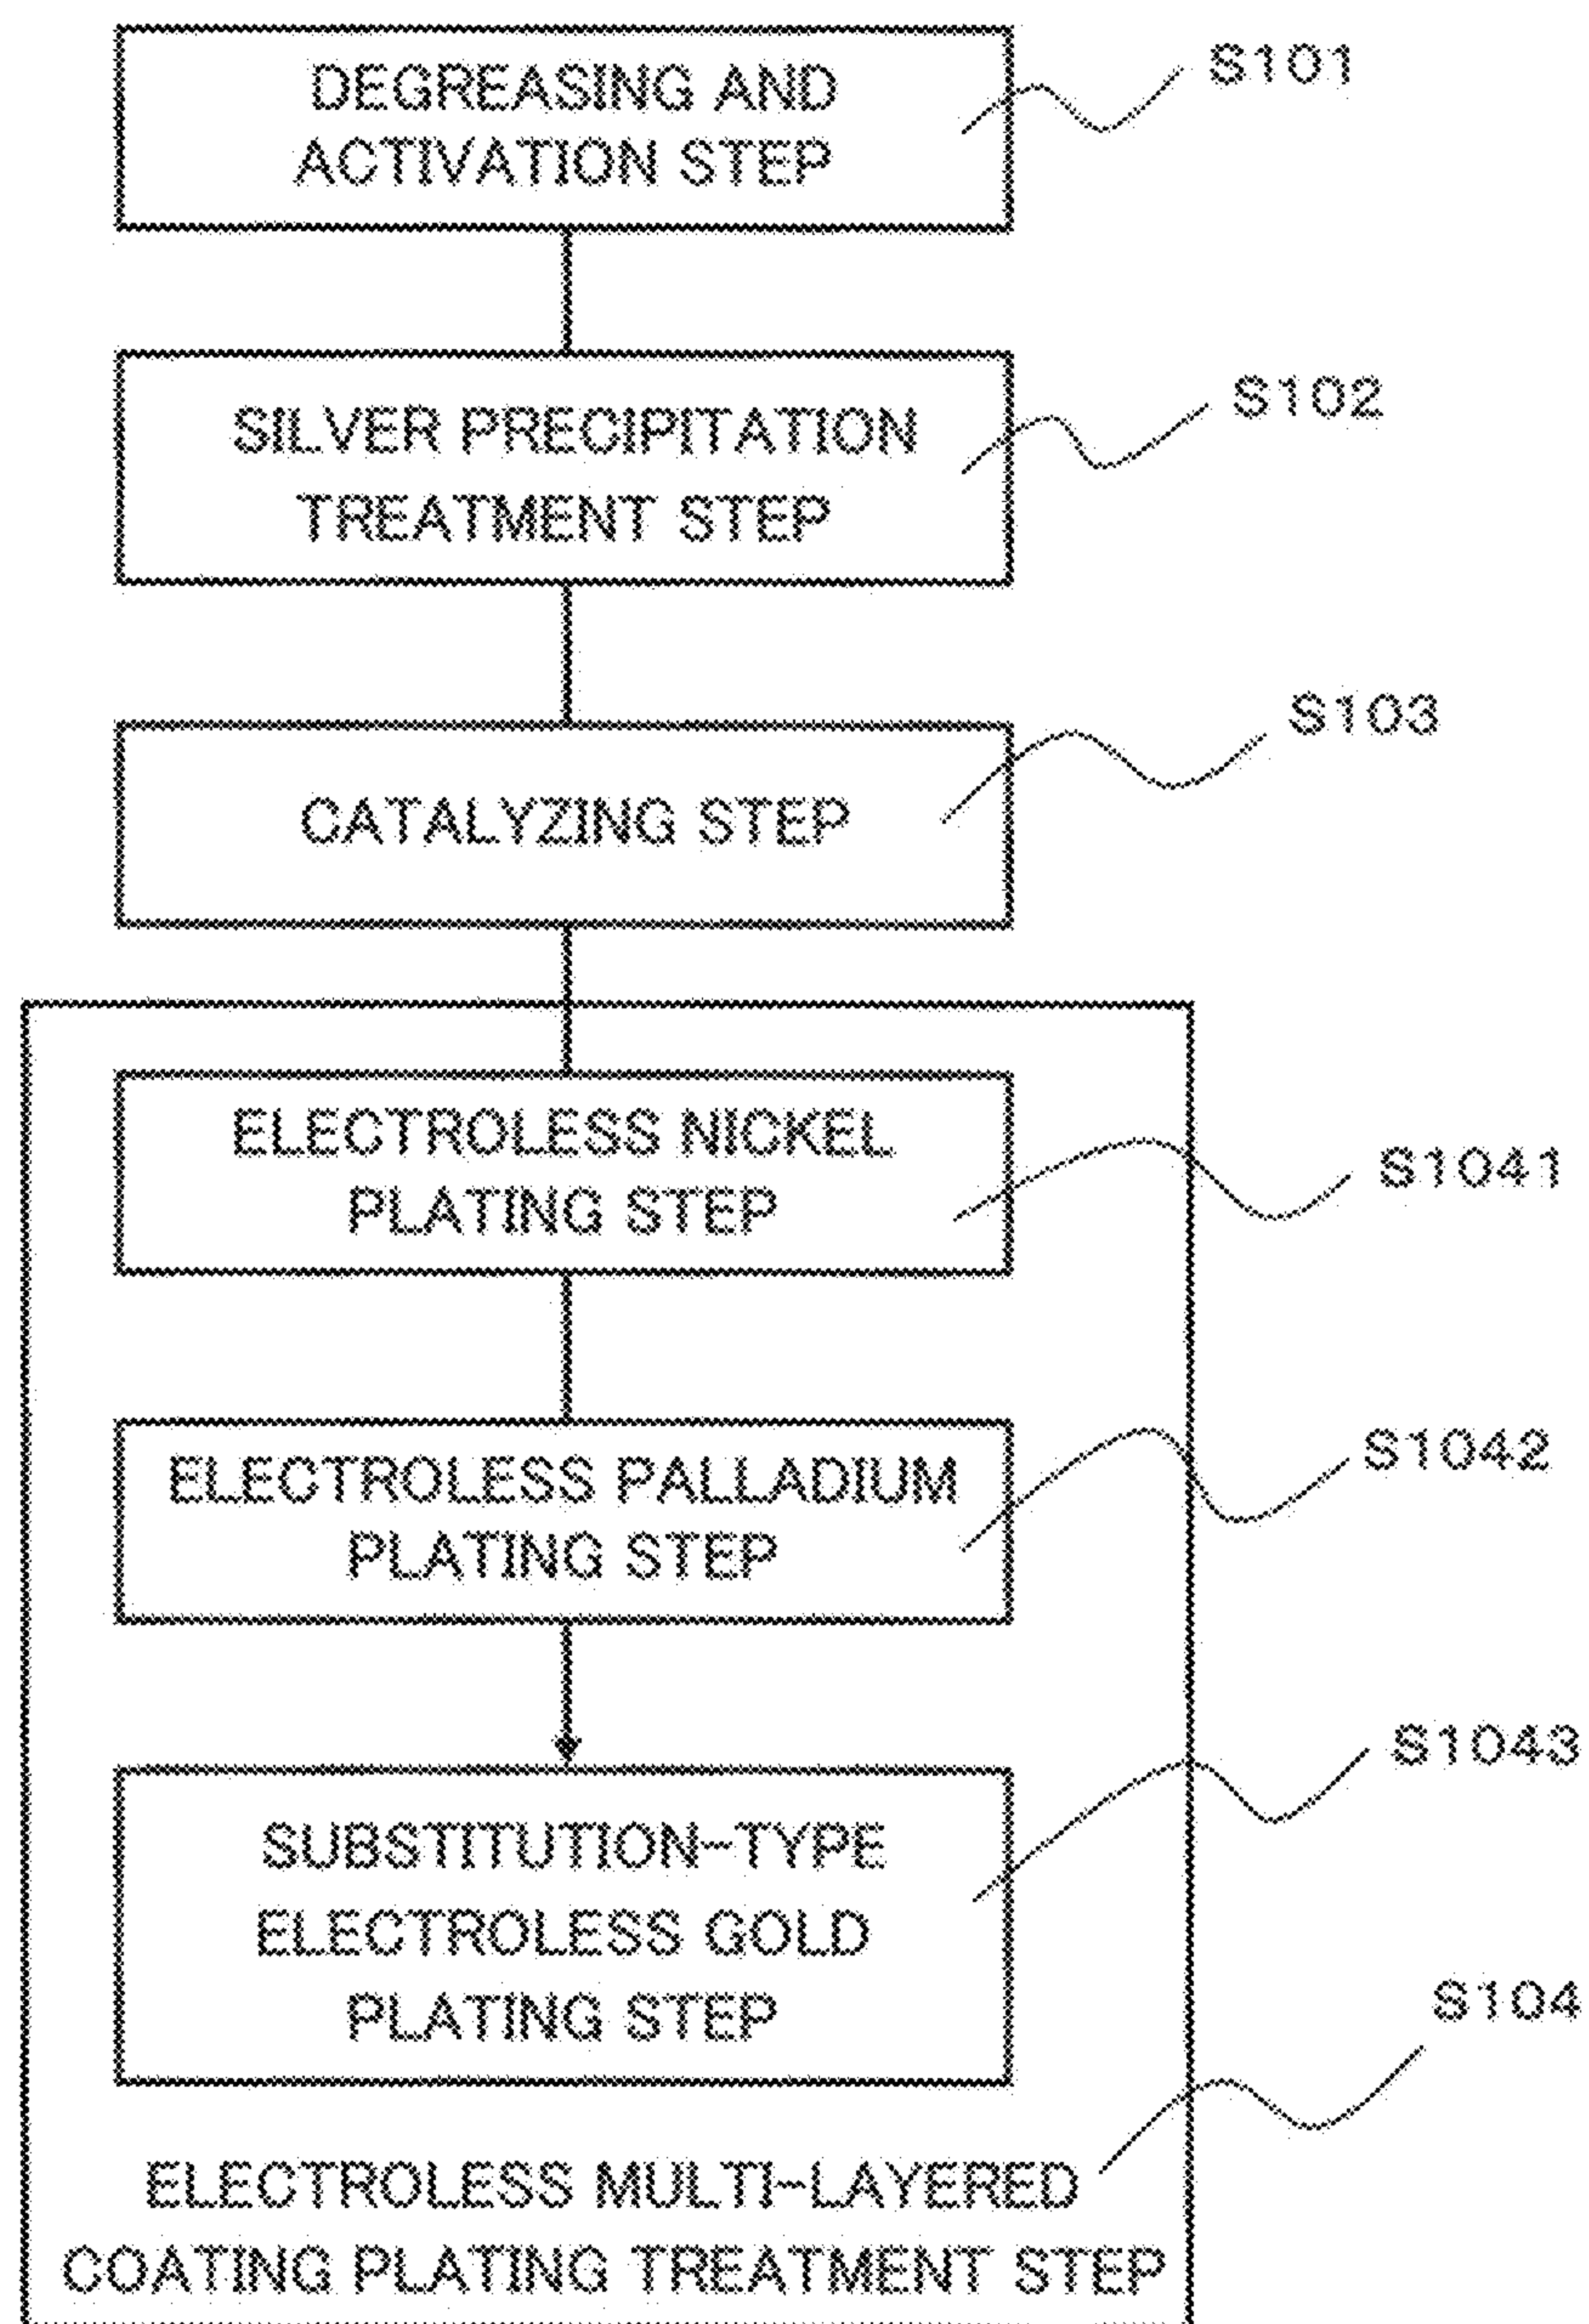 DEGREASING AND
ACTIVATION STEP
S101
SILVER PRECIPITATION
TREATMENT STEP
S102
CATALYZING STEP
S103
ELECTROLESS NICKEL
PLATING STEP
S1041
ELECTROLESS PALLADIUM
PLATING STEP
S1042
SUBSTITUTION-TYPE
ELECTROLESS GOLD
PLATING STEP
S1043
ELECTROLESS MULTI-LAYERED
COATING PLATING TREATMENT STEP
S104